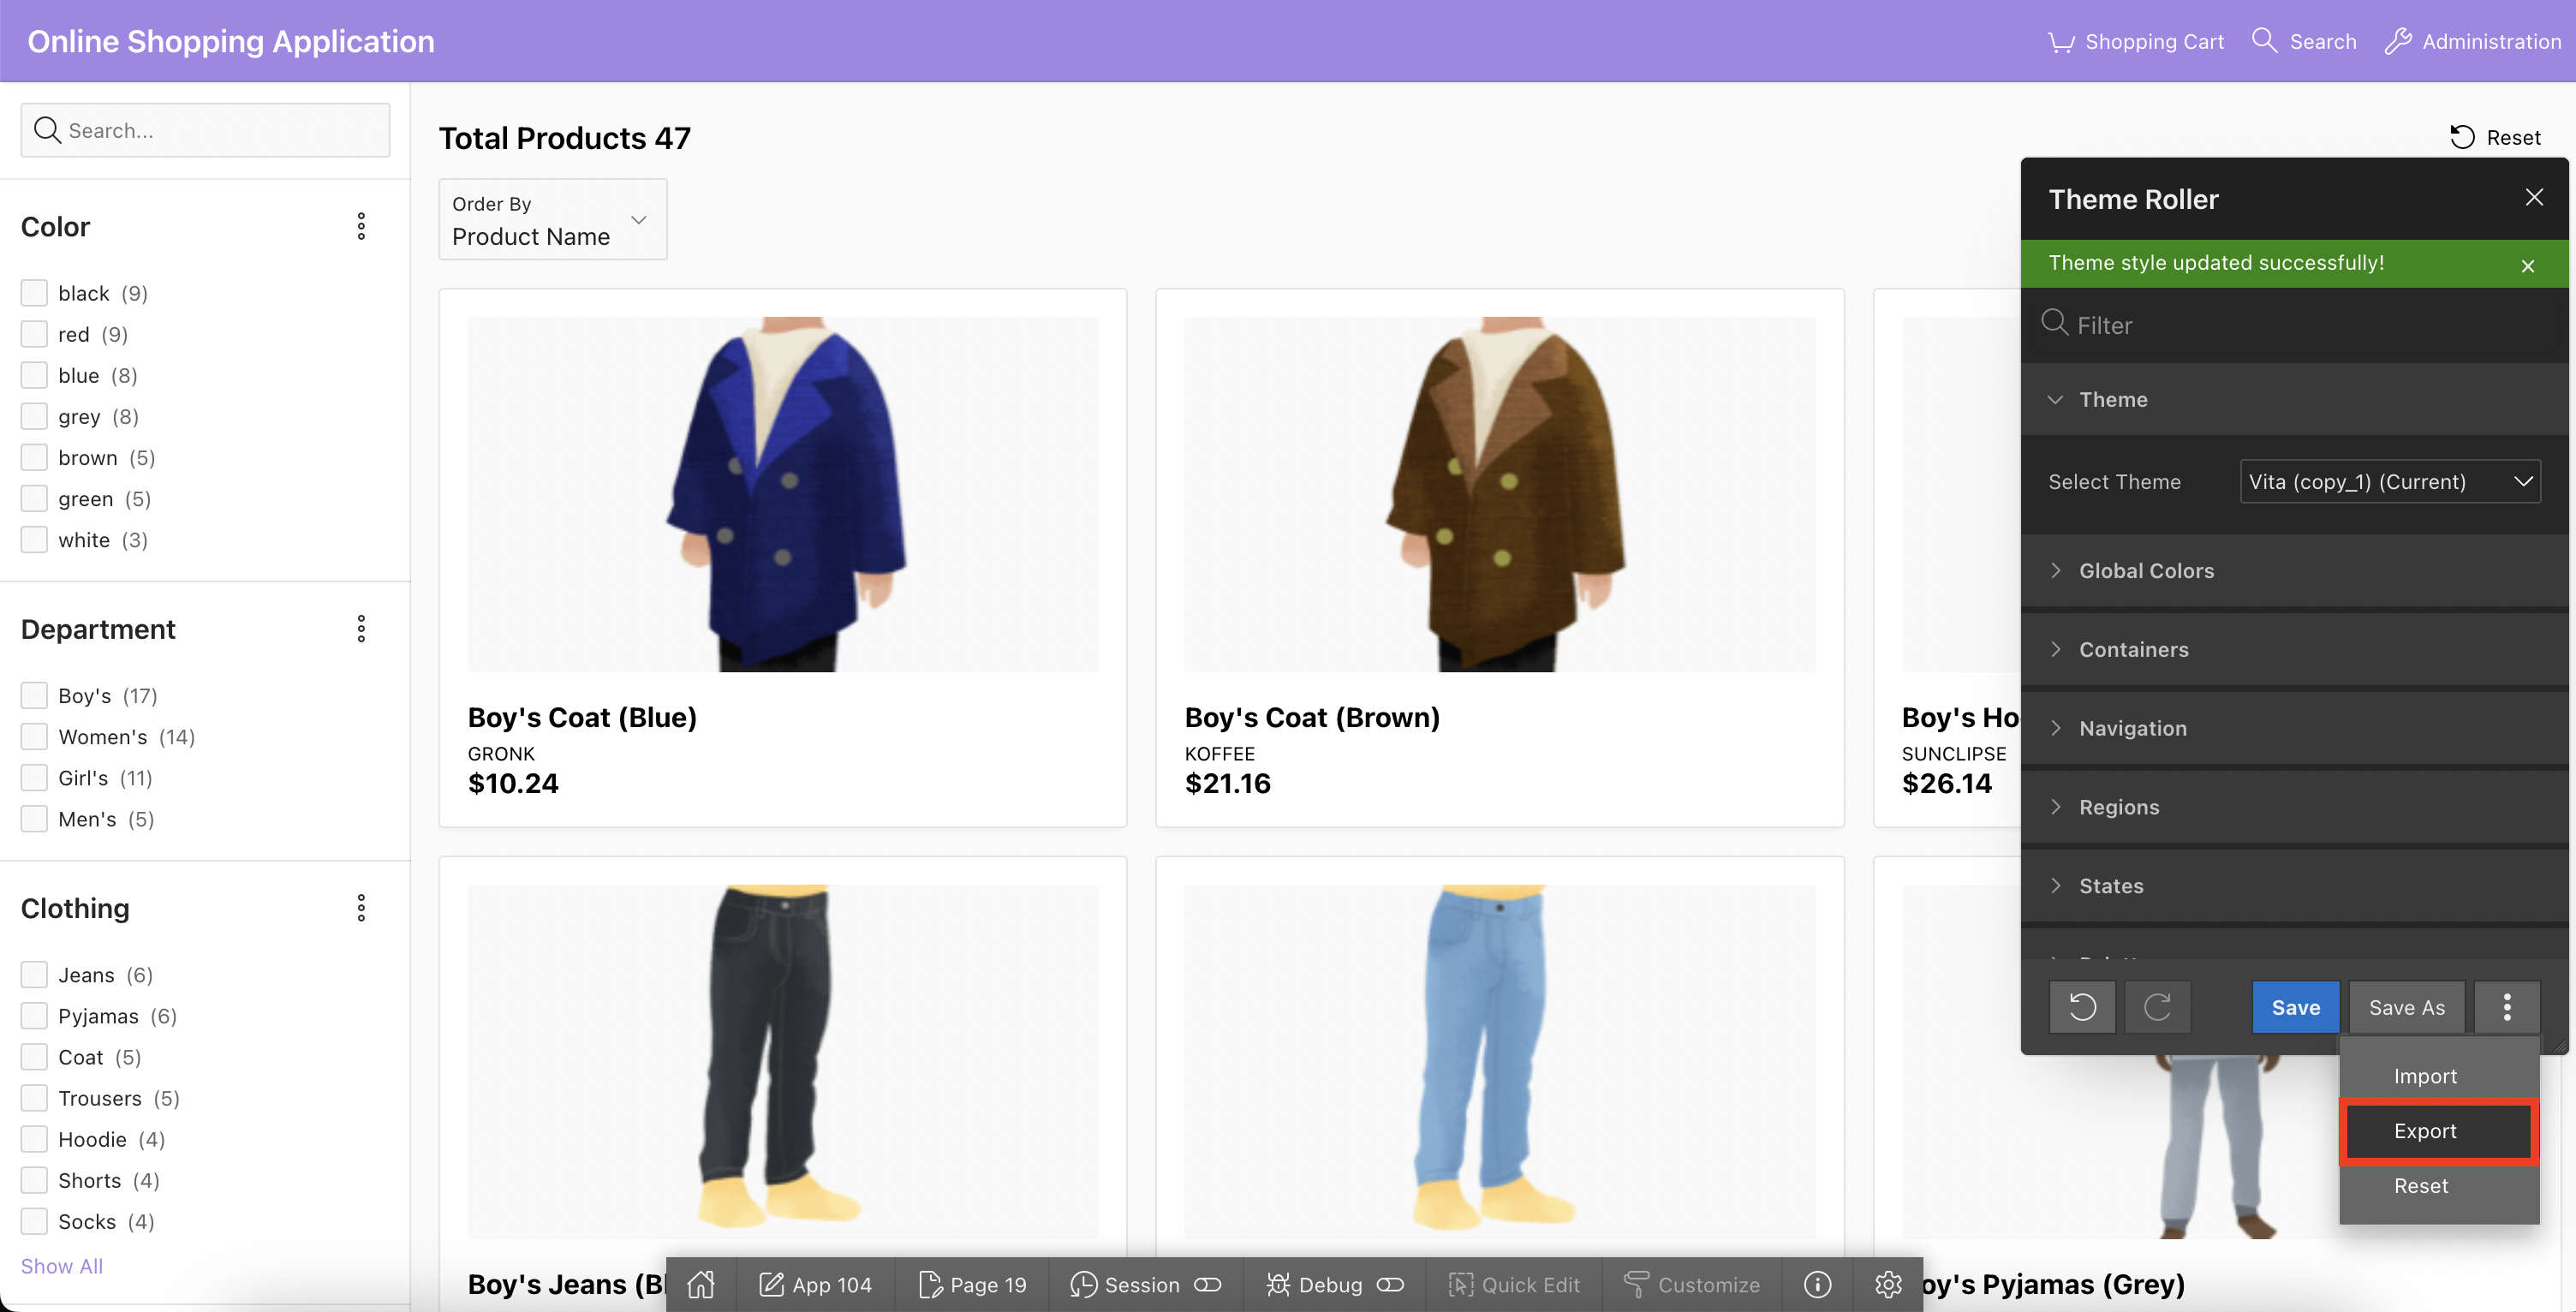 Online Shopping Application
Shopping Cart
Search
Administration
Search...
Color
black (9)
red (9)
blue (8)
grey (8)
brown (5)
green (5)
white (3)
Department
Boy's (17)
Women's (14)
Girl's (11)
Men's (5)
Clothing
Jeans (6)
Pyjamas (6)
Coat (5)
Trousers (5)
Hoodie (4)
Shorts (4)
Socks (4)
Show All
Total Products 47
Reset
Order By
Product Name
Boy's Coat (Blue)
GRONK
$10.24
Boy's Coat (Brown)
KOFFEE
$21.16
Boy's Ho
SUNCLIPSE
$26.14
Boy's Jeans (Bl
oy's Pyjamas (Grey)
Theme Roller
Theme style updated successfully!
Filter
Theme
Select Theme
Vita (copy_1) (Current)
Global Colors
Containers
Navigation
Regions
States
Save
Save As
Import
Export
Reset
App 104
Page 19
Session
Debug
Quick Edit
Customize